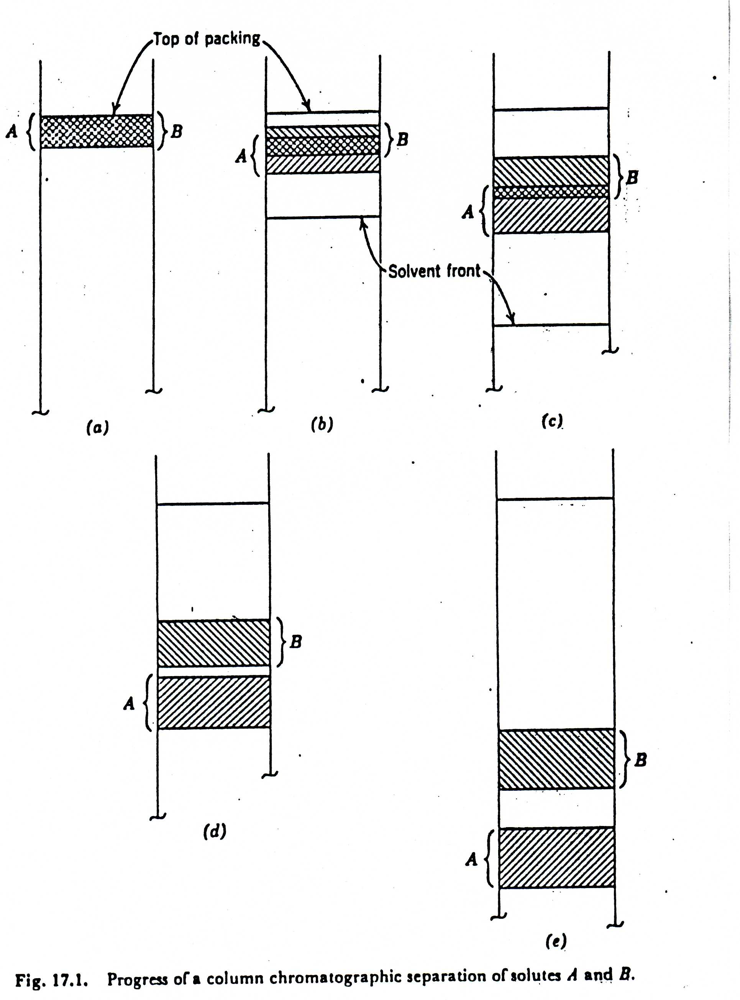 Top of packing
A B
A B
A B
Solvent front
(a) (b) (c)
B
A
(d)
B
A
(e)
Fig. 17.1. Progress of a column chromatographic separation of solutes A and B.